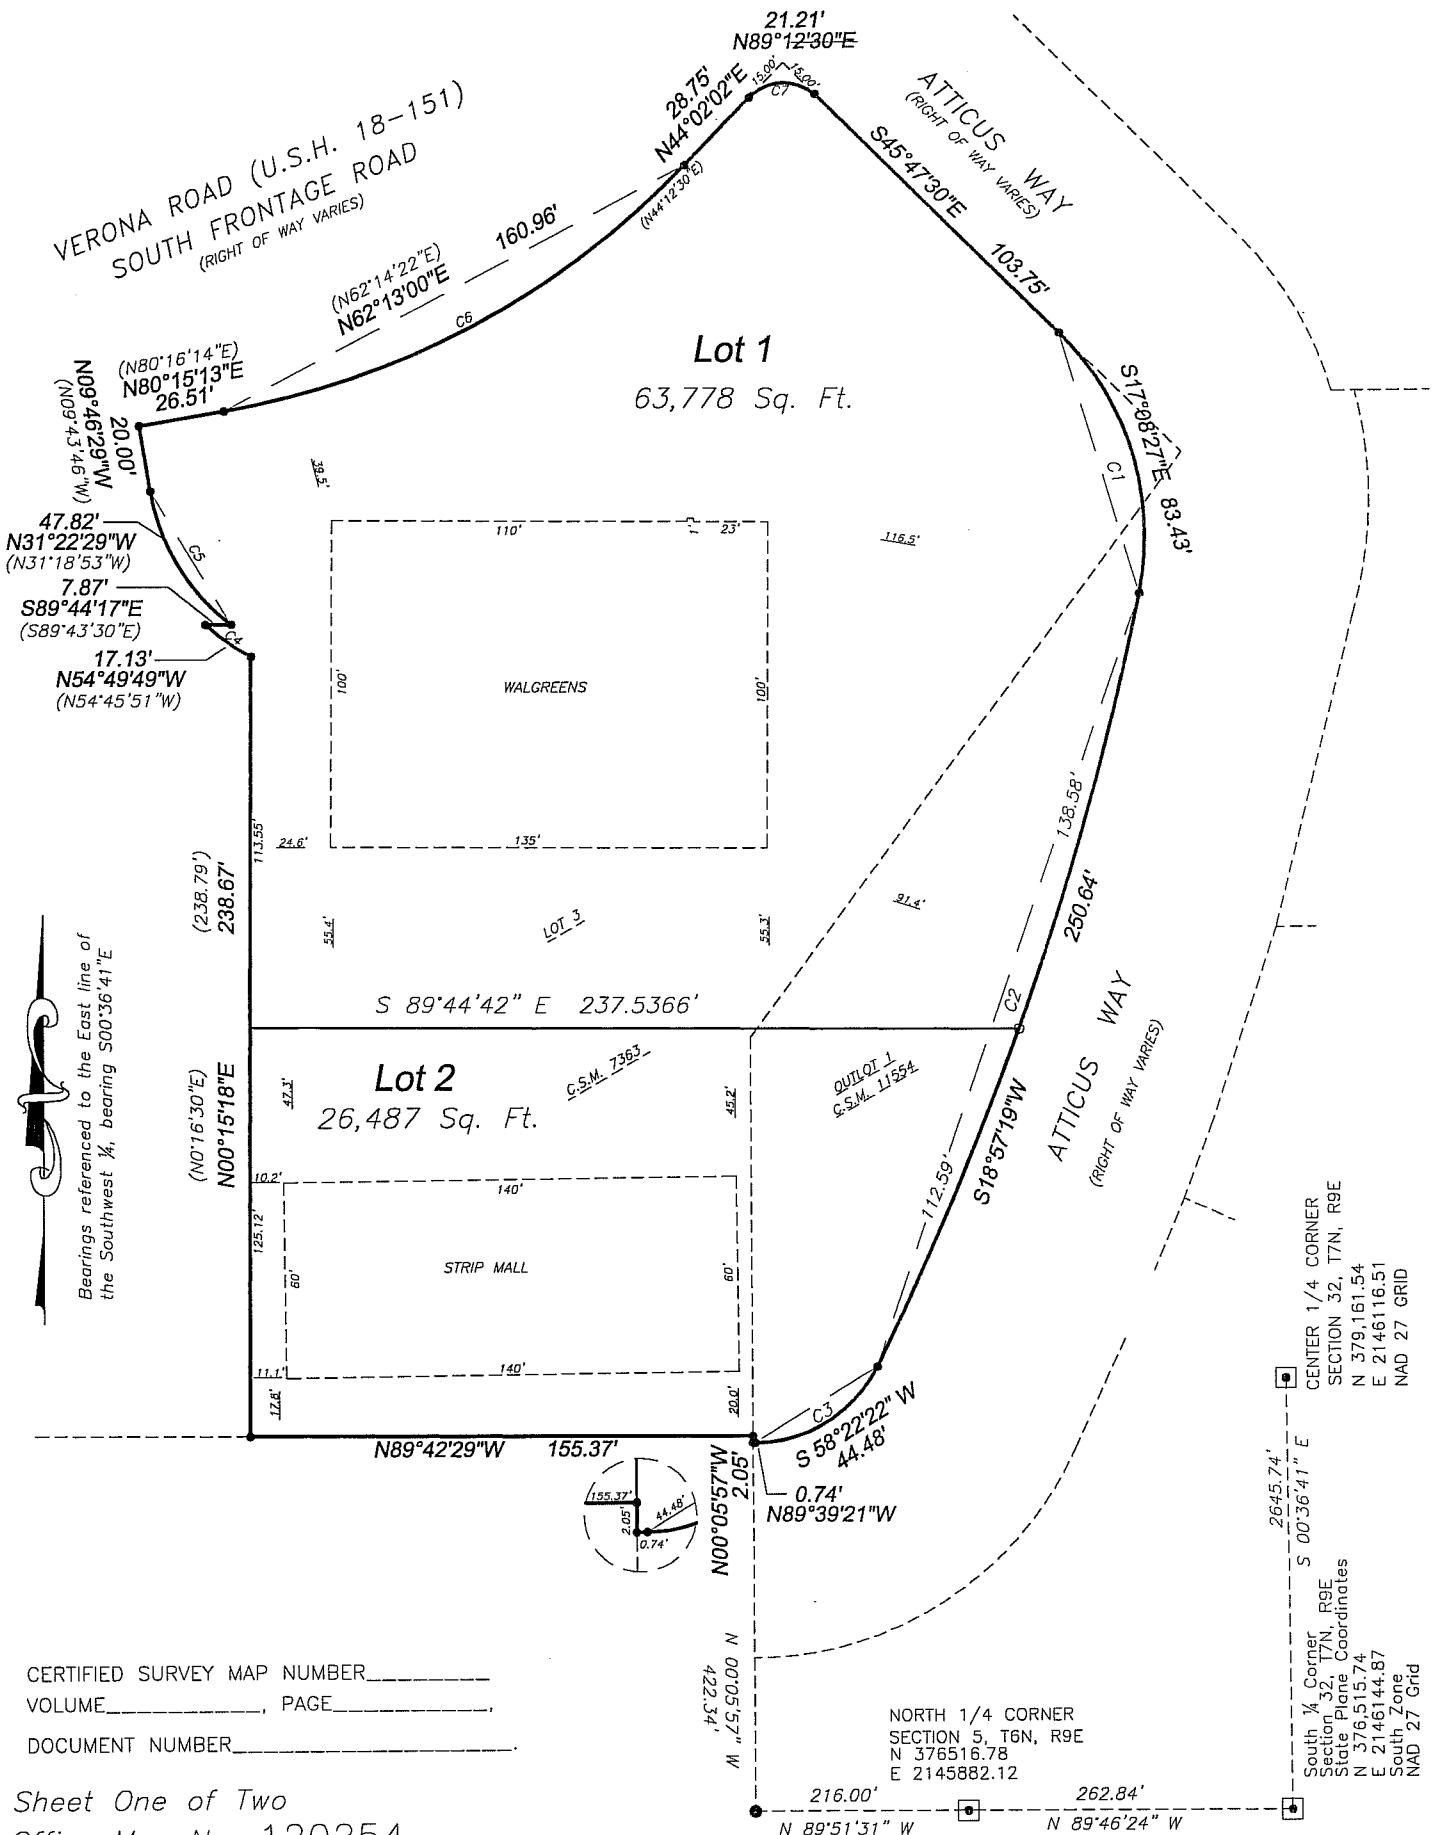 21.21'
N89°12'30"E
15.00'
15.00'
C7
28.75'
N44°02'02"E
(N44°12'30"E)
ATTICUS WAY
(RIGHT OF WAY VARIES)
S45°47'30"E
103.75'
VERONA ROAD (U.S.H. 18-151)
SOUTH FRONTAGE ROAD
(RIGHT OF WAY VARIES)
160.96'
(N62°14'22"E)
N62°13'00"E
C6
Lot 1
63,778 Sq. Ft.
(N80°16'14"E)
N80°15'13"E
26.51'
N09°46'29"W
(N09°43'46"W)
20.00'
S17°08'27"E 83.43'
C1
39.5'
47.82'
N31°22'29"W
(N31°18'53"W)
C5
110'
1'
23'
116.5'
7.87'
S89°44'17"E
(S89°43'30"E)
C4
17.13'
N54°49'49"W
(N54°45'51"W)
100'
WALGREENS
100'
138.58'
113.55'
24.6'
135'
(238.79')
238.67'
55.4'
LOT 3
55.3'
91.4'
250.64'
Bearings referenced to the East line of
the Southwest ¼, bearing S00°36'41"E
S 89°44'42" E 237.5366'
C2
(N0°16'30"E)
N00°15'18"E
47.3'
Lot 2
26,487 Sq. Ft.
C.S.M. 7363
45.2'
OUTLOT 1
C.S.M. 11554
S18°57'19"W
ATTICUS WAY
(RIGHT OF WAY VARIES)
10.2'
140'
125.12'
60'
STRIP MALL
60'
112.59'
11.1'
140'
17.8'
20.0'
C3
S 58°22'22" W
44.48'
N89°42'29"W 155.37'
N00°05'57"W
2.05'
0.74'
N89°39'21"W
155.37'
2.05'
44.48'
0.74'
CENTER 1/4 CORNER
SECTION 32, T7N, R9E
N 379,161.54
E 2146116.51
NAD 27 GRID
2645.74'
S 00°36'41" E
N 00°05'57" W
422.34'
South ¼ Corner
Section 32, T7N, R9E
State Plane Coordinates
N 376,515.74
E 2146144.87
South Zone
NAD 27 Grid
NORTH 1/4 CORNER
SECTION 5, T6N, R9E
N 376516.78
E 2145882.12
216.00'
N 89°51'31" W
262.84'
N 89°46'24" W
CERTIFIED SURVEY MAP NUMBER__________
VOLUME____________, PAGE____________,
DOCUMENT NUMBER______________________.
Sheet One of Two